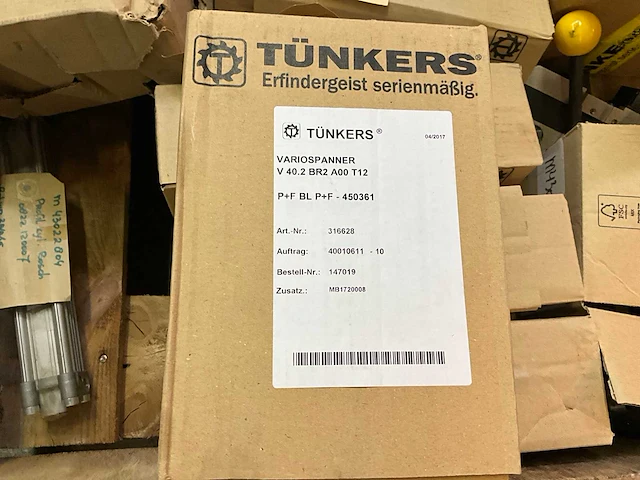 TÜNKERS®
Erfindergeist serienmäßig.
TÜNKERS®
04/2017
VARIOSPANNER
V 40.2 BR2 A00 T12
P+F BL P+F - 450361
Art.-Nr.: 316628
Auftrag: 40010611 - 10
Bestell-Nr.: 147019
Zusatz.: MB1720008
FSC